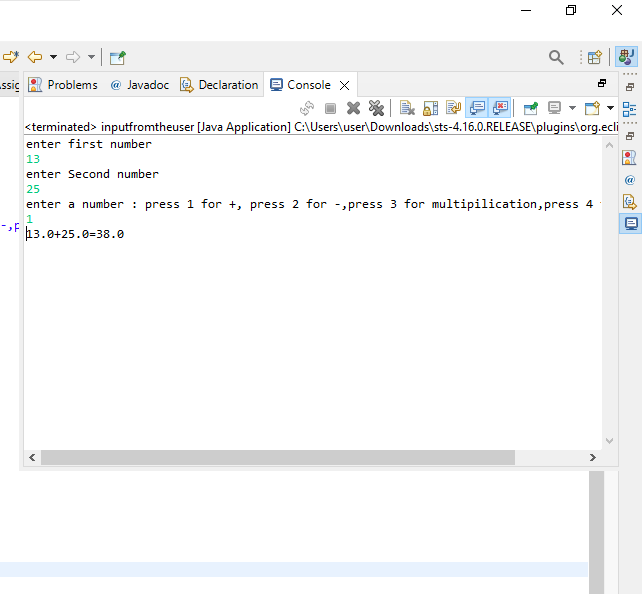 ssig
Problems @ Javadoc Declaration Console
<terminated> inputfromtheuser [Java Application] C:\Users\user\Downloads\sts-4.16.0.RELEASE\plugins\org.ecli
enter first number
13
enter Second number
25
enter a number : press 1 for +, press 2 for -,press 3 for multipilication,press 4
1
-,p
13.0+25.0=38.0